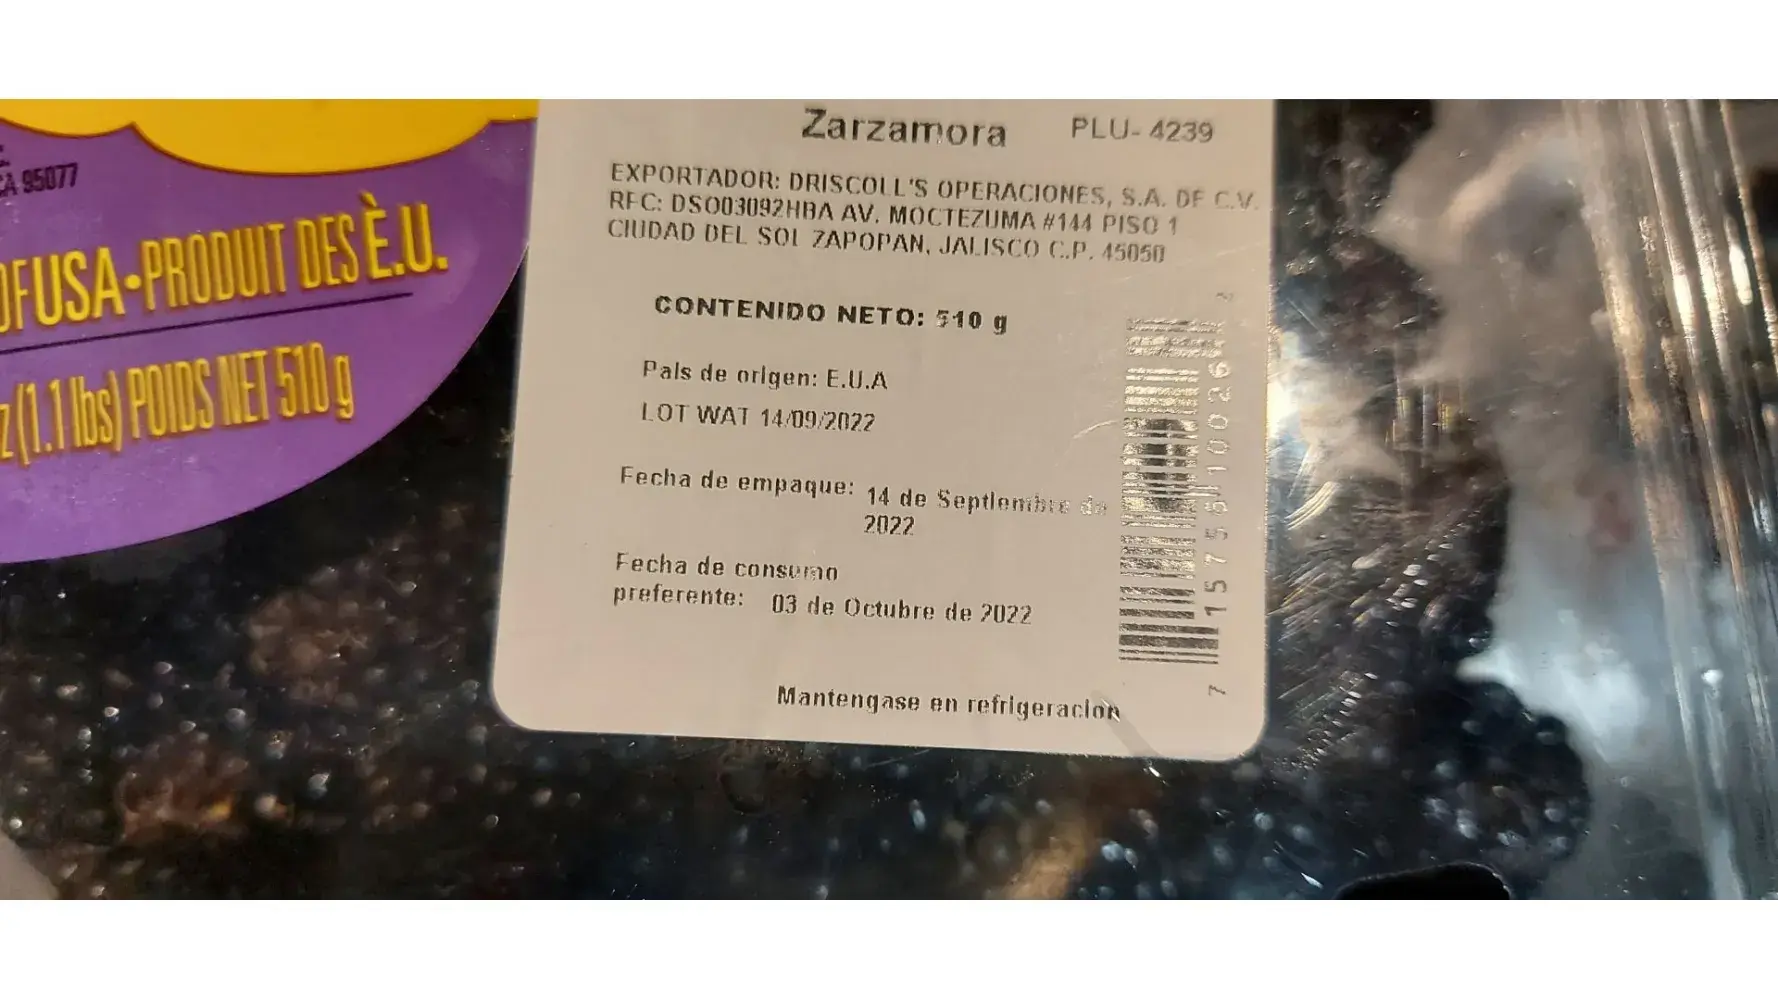 CA 95077
OF USA•PRODUIT DES È.U.
z (1.1 lbs) POIDS NET 510 g
Zarzamora PLU- 4239
EXPORTADOR: DRISCOLL'S OPERACIONES, S.A. DE C.V.
RFC: DSO03092HBA AV. MOCTEZUMA #144 PISO 1
CIUDAD DEL SOL ZAPOPAN, JALISCO C.P. 45050
CONTENIDO NETO: 510 g
Pais de origen: E.U.A
LOT WAT 14/09/2022
Fecha de empaque: 14 de Septiembre de
2022
Fecha de consumo
preferente: 03 de Octubre de 2022
Mantengase en refrigeracion